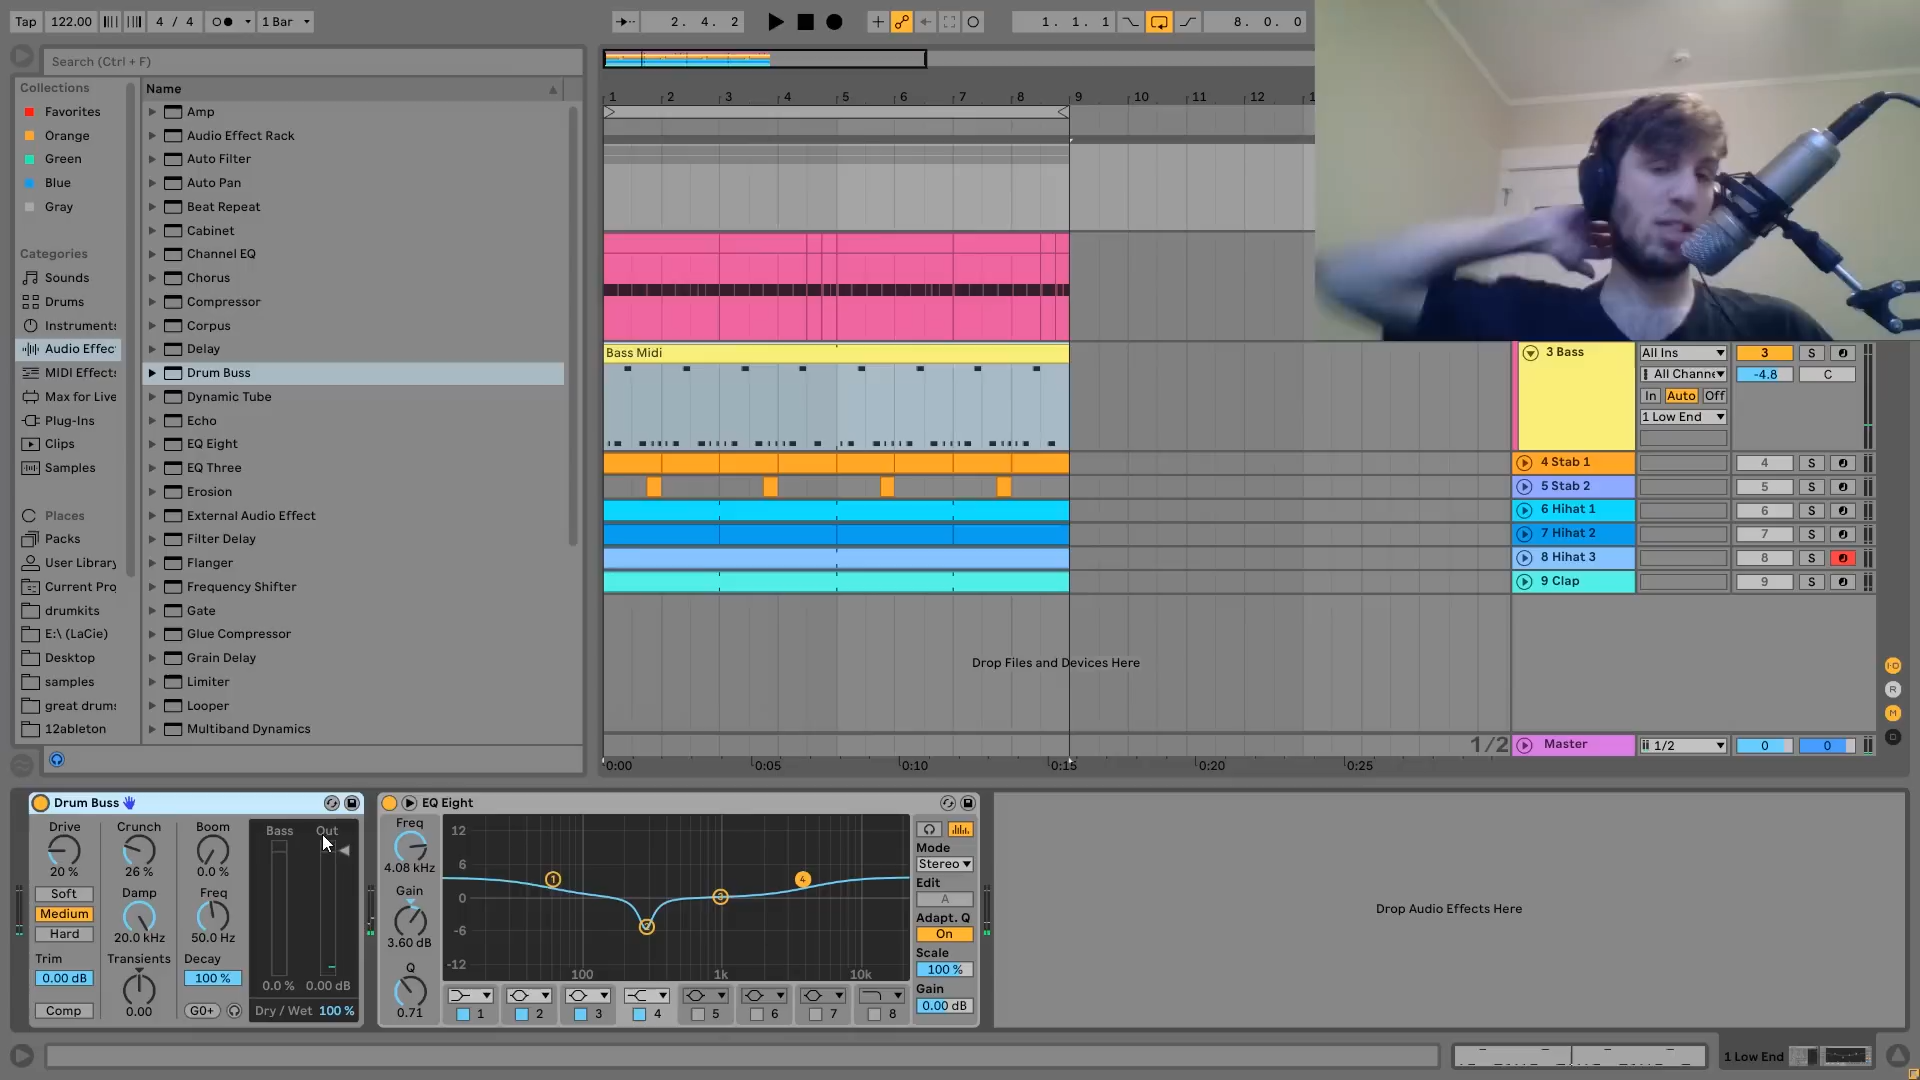 Tap 122.00 4 / 4 1 Bar 2. 4. 2 1. 1. 1 8. 0. 0
Search (Ctrl + F)
Collections
Favorites
Orange
Green
Blue
Gray
Categories
Sounds
Drums
Instruments
Audio Effec
MIDI Effects
Max for Live
Plug-Ins
Clips
Samples
Places
Packs
User Library
Current Pro
drumkits
E:\ (LaCie)
Desktop
samples
great drums
12ableton
Name
Amp
Audio Effect Rack
Auto Filter
Auto Pan
Beat Repeat
Cabinet
Channel EQ
Chorus
Compressor
Corpus
Delay
Drum Buss
Dynamic Tube
Echo
EQ Eight
EQ Three
Erosion
External Audio Effect
Filter Delay
Flanger
Frequency Shifter
Gate
Glue Compressor
Grain Delay
Limiter
Looper
Multiband Dynamics
1 2 3 4 5 6 7 8 9 10 11 12 1
Bass Midi
Drop Files and Devices Here
1/2
0:00 0:05 0:10 0:15 0:20 0:25
3 Bass All Ins 3 S
All Channe -4.8 C
In Auto Off
1 Low End
4 Stab 1 4 S
5 Stab 2 5 S
6 Hihat 1 6 S
7 Hihat 2 7 S
8 Hihat 3 8 S
9 Clap 9 S
Master 1/2 0 0
I-O
R
M
D
Drum Buss
Drive Crunch Boom Bass Out
20 % 26 % 0.0 %
Soft Damp Freq
Medium
Hard 20.0 kHz 50.0 Hz
Trim Transients Decay
0.00 dB 100 % 0.0 % 0.00 dB
Comp 0.00 G0+ Dry / Wet 100 %
EQ Eight
Freq
4.08 kHz
Gain
3.60 dB
Q
0.71
12
6
0
-6
-12
100 1k 10k
1 2 3 4
1 2 3 4 5 6 7 8
Mode
Stereo
Edit
A
Adapt. Q
On
Scale
100 %
Gain
0.00 dB
Drop Audio Effects Here
1 Low End